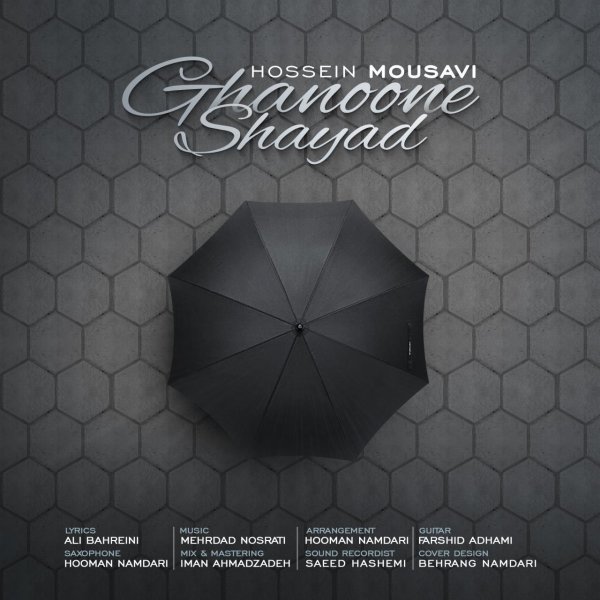 HOSSEIN MOUSAVI
Ghanoone
Shayad
LYRICS
ALI BAHREINI
MUSIC
MEHRDAD NOSRATI
ARRANGEMENT
HOOMAN NAMDARI
GUITAR
FARSHID ADHAMI
SAXOPHONE
HOOMAN NAMDARI
MIX & MASTERING
IMAN AHMADZADEH
SOUND RECORDIST
SAEED HASHEMI
COVER DESIGN
BEHRANG NAMDARI